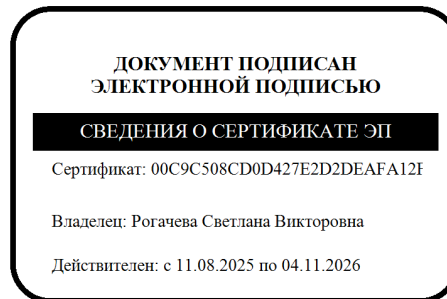 ДОКУМЕНТ ПОДПИСАН
ЭЛЕКТРОННОЙ ПОДПИСЬЮ
СВЕДЕНИЯ О СЕРТИФИКАТЕ ЭП
Сертификат: 00C9C508CD0D427E2D2DEAFA12
Владелец: Рогачева Светлана Викторовна
Действителен: с 11.08.2025 по 04.11.2026